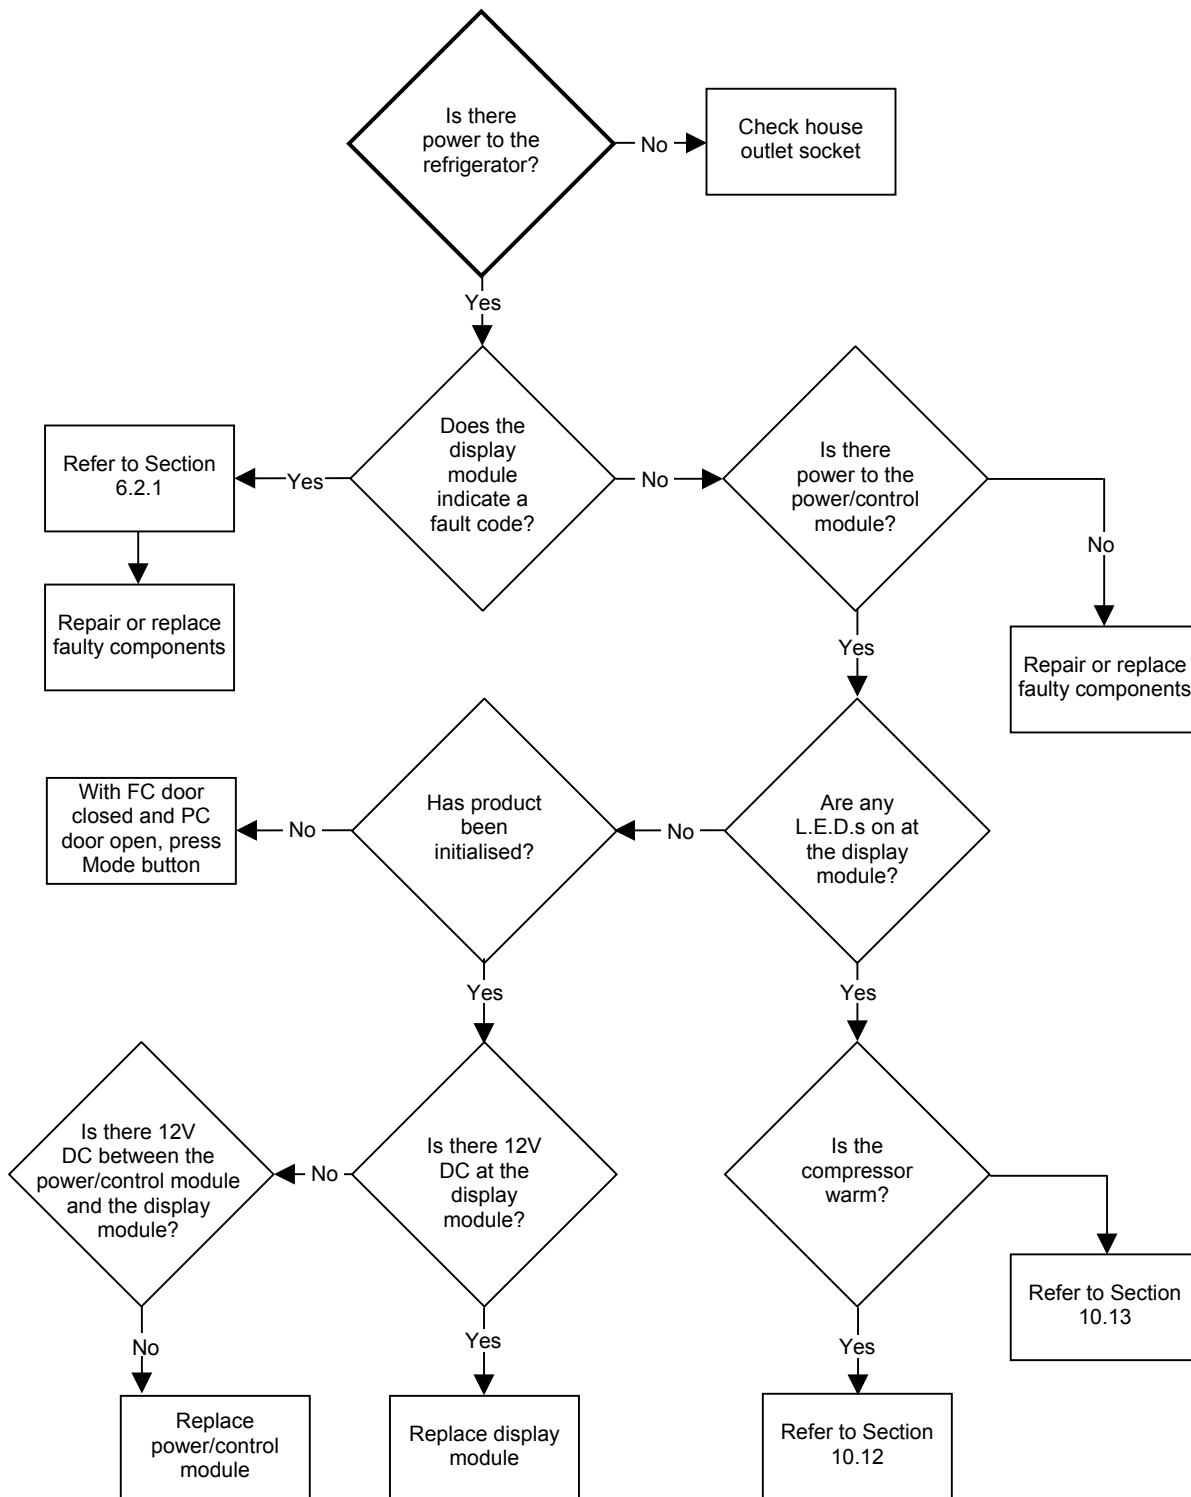 Is there
power to the
refrigerator?
No
Check house
outlet socket
Yes
Does the
display
module
indicate a
fault code?
Yes
Refer to Section
6.2.1
Repair or replace
faulty components
No
Is there
power to the
power/control
module?
No
Repair or replace
faulty components
Yes
Are any
L.E.D.s on at
the display
module?
No
Has product
been
initialised?
No
With FC door
closed and PC
door open, press
Mode button
Yes
Yes
Is there 12V
DC between the
power/control module
and the display
module?
No
Is there 12V
DC at the
display
module?
Is the
compressor
warm?
Refer to Section
10.13
No
Yes
Yes
Replace
power/control
module
Replace display
module
Refer to Section
10.12